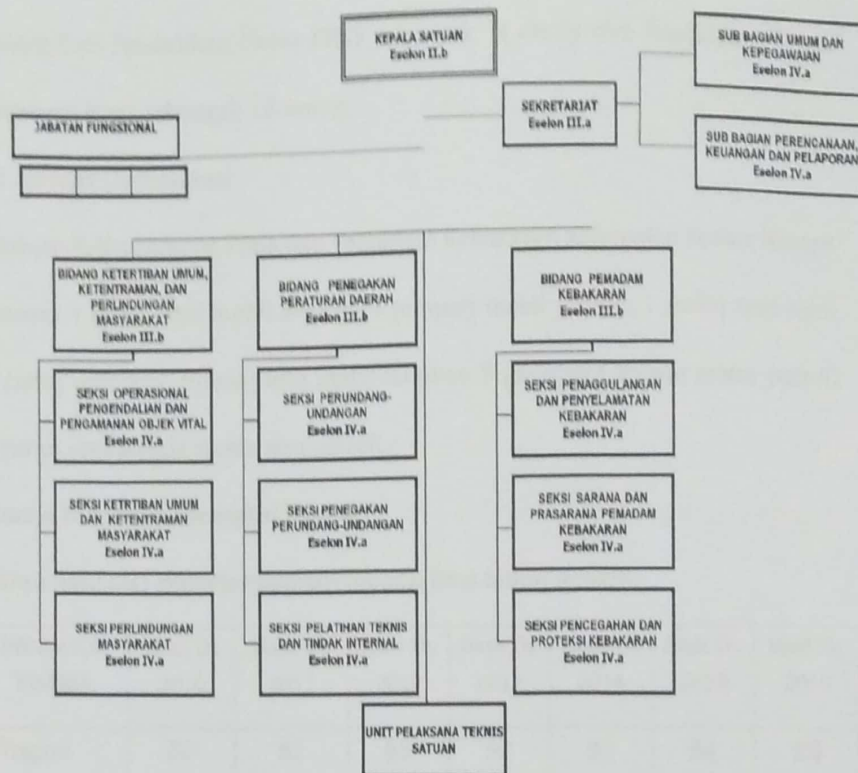 KEPALA SATUAN
Eselon II.b
SUB BAGIAN UMUM DAN
KEPEGAWAIAN
Eselon IV.a
SEKRETARIAT
Eselon III.a
JABATAN FUNGSIONAL
SUB BAGIAN PERENCANAAN,
KEUANGAN DAN PELAPORAN
Eselon IV.a
BIDANG KETERTIBAN UMUM,
KETENTRAMAN, DAN
PERLINDUNGAN
MASYARAKAT
Eselon III.b
BIDANG PENEGAKAN
PERATURAN DAERAH
Eselon III.b
BIDANG PEMADAM
KEBAKARAN
Eselon III.b
SEKSI OPERASIONAL
PENGENDALIAN DAN
PENGAMANAN OBJEK VITAL
Eselon IV.a
SEKSI PERUNDANG-
UNDANGAN
Eselon IV.a
SEKSI PENAGGULANGAN
DAN PENYELAMATAN
KEBAKARAN
Eselon IV.a
SEKSI KETRTIBAN UMUM
DAN KETENTRAMAN
MASYARAKAT
Eselon IV.a
SEKSI PENEGAKAN
PERUNDANG-UNDANGAN
Eselon IV.a
SEKSI SARANA DAN
PRASARANA PEMADAM
KEBAKARAN
Eselon IV.a
SEKSI PERLINDUNGAN
MASYARAKAT
Eselon IV.a
SEKSI PELATIHAN TEKNIS
DAN TINDAK INTERNAL
Eselon IV.a
SEKSI PENCEGAHAN DAN
PROTEKSI KEBAKARAN
Eselon IV.a
UNIT PELAKSANA TEKNIS
SATUAN